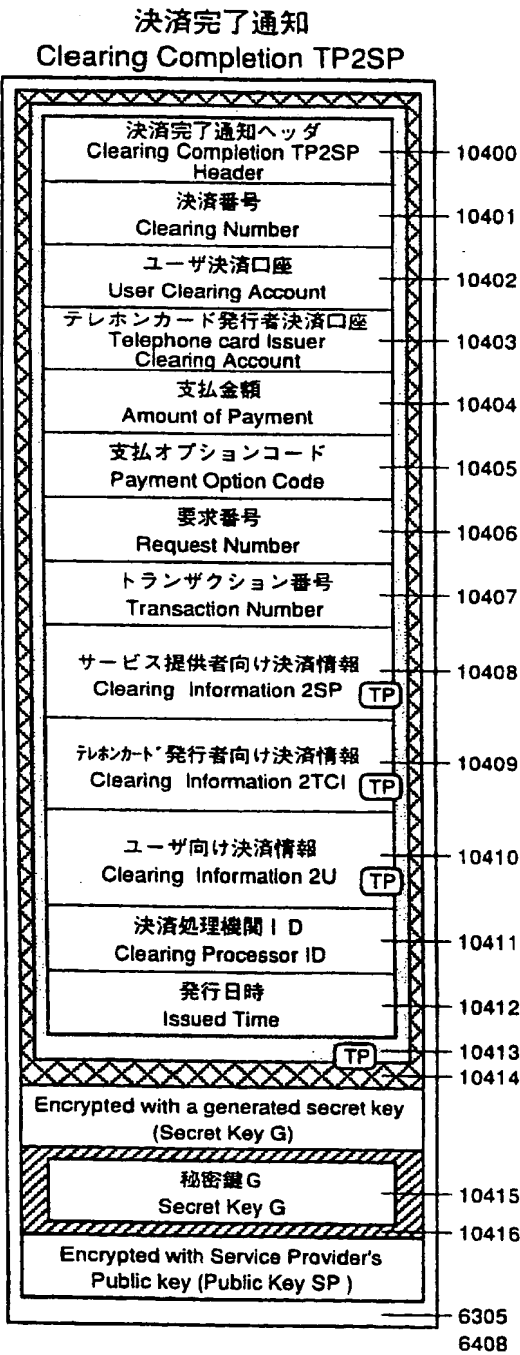 決済完了通知
Clearing Completion TP2SP
決済完了通知ヘッダ
Clearing Completion TP2SP
Header
10400
決済番号
Clearing Number
10401
ユーザ決済口座
User Clearing Account
10402
テレホンカード発行者決済口座
Telephone card Issuer
Clearing Account
10403
支払金額
Amount of Payment
10404
支払オプションコード
Payment Option Code
10405
要求番号
Request Number
10406
トランザクション番号
Transaction Number
10407
サービス提供者向け決済情報
Clearing Information 2SP
TP
10408
テレホンカード発行者向け決済情報
Clearing Information 2TCI
TP
10409
ユーザ向け決済情報
Clearing Information 2U
TP
10410
決済処理機関ID
Clearing Processor ID
10411
発行日時
Issued Time
10412
TP
10413
10414
Encrypted with a generated secret key
(Secret Key G)
秘密鍵G
Secret Key G
10415
10416
Encrypted with Service Provider's
Public key (Public Key SP )
6305
6408